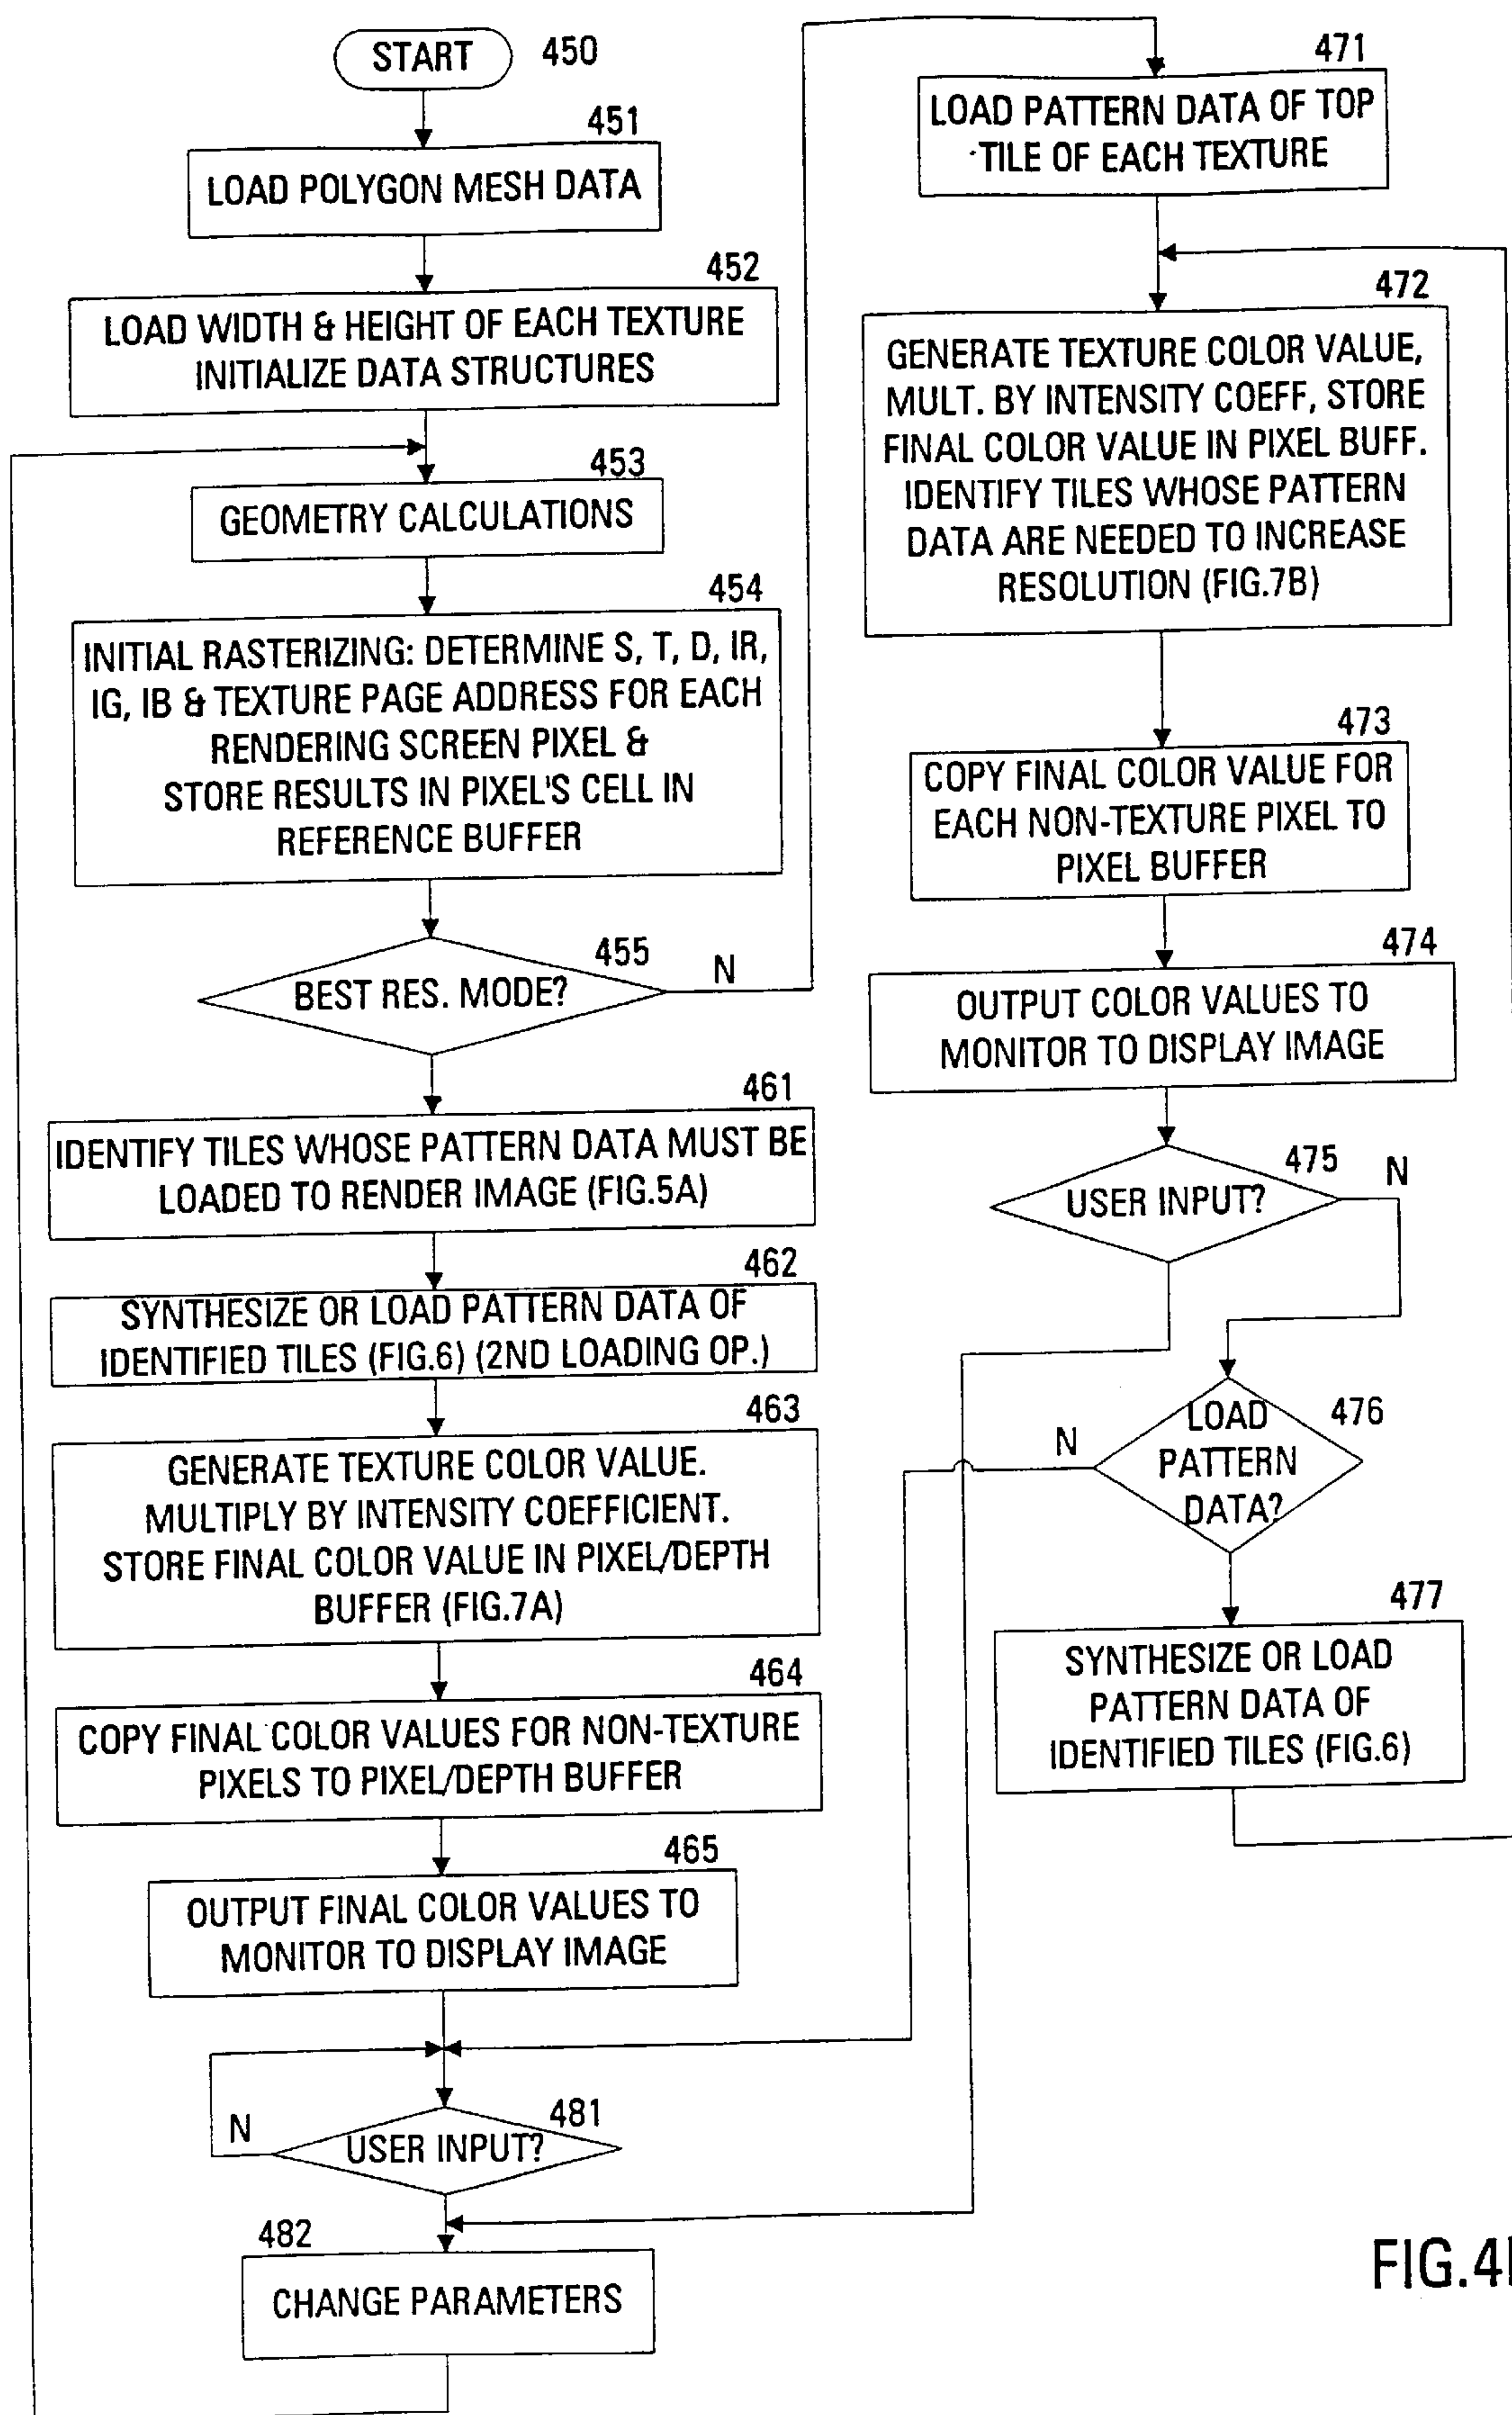 START 450
451
LOAD POLYGON MESH DATA
452
LOAD WIDTH & HEIGHT OF EACH TEXTURE
INITIALIZE DATA STRUCTURES
453
GEOMETRY CALCULATIONS
454
INITIAL RASTERIZING: DETERMINE S, T, D, IR,
IG, IB & TEXTURE PAGE ADDRESS FOR EACH
RENDERING SCREEN PIXEL &
STORE RESULTS IN PIXEL'S CELL IN
REFERENCE BUFFER
455
BEST RES. MODE?
N
461
IDENTIFY TILES WHOSE PATTERN DATA MUST BE
LOADED TO RENDER IMAGE (FIG.5A)
462
SYNTHESIZE OR LOAD PATTERN DATA OF
IDENTIFIED TILES (FIG.6) (2ND LOADING OP.)
463
GENERATE TEXTURE COLOR VALUE.
MULTIPLY BY INTENSITY COEFFICIENT.
STORE FINAL COLOR VALUE IN PIXEL/DEPTH
BUFFER (FIG.7A)
464
COPY FINAL COLOR VALUES FOR NON-TEXTURE
PIXELS TO PIXEL/DEPTH BUFFER
465
OUTPUT FINAL COLOR VALUES TO
MONITOR TO DISPLAY IMAGE
481
N
USER INPUT?
482
CHANGE PARAMETERS
471
LOAD PATTERN DATA OF TOP
TILE OF EACH TEXTURE
472
GENERATE TEXTURE COLOR VALUE,
MULT. BY INTENSITY COEFF, STORE
FINAL COLOR VALUE IN PIXEL BUFF.
IDENTIFY TILES WHOSE PATTERN
DATA ARE NEEDED TO INCREASE
RESOLUTION (FIG.7B)
473
COPY FINAL COLOR VALUE FOR
EACH NON-TEXTURE PIXEL TO
PIXEL BUFFER
474
OUTPUT COLOR VALUES TO
MONITOR TO DISPLAY IMAGE
475
N
USER INPUT?
476
N
LOAD
PATTERN
DATA?
477
SYNTHESIZE OR LOAD
PATTERN DATA OF
IDENTIFIED TILES (FIG.6)